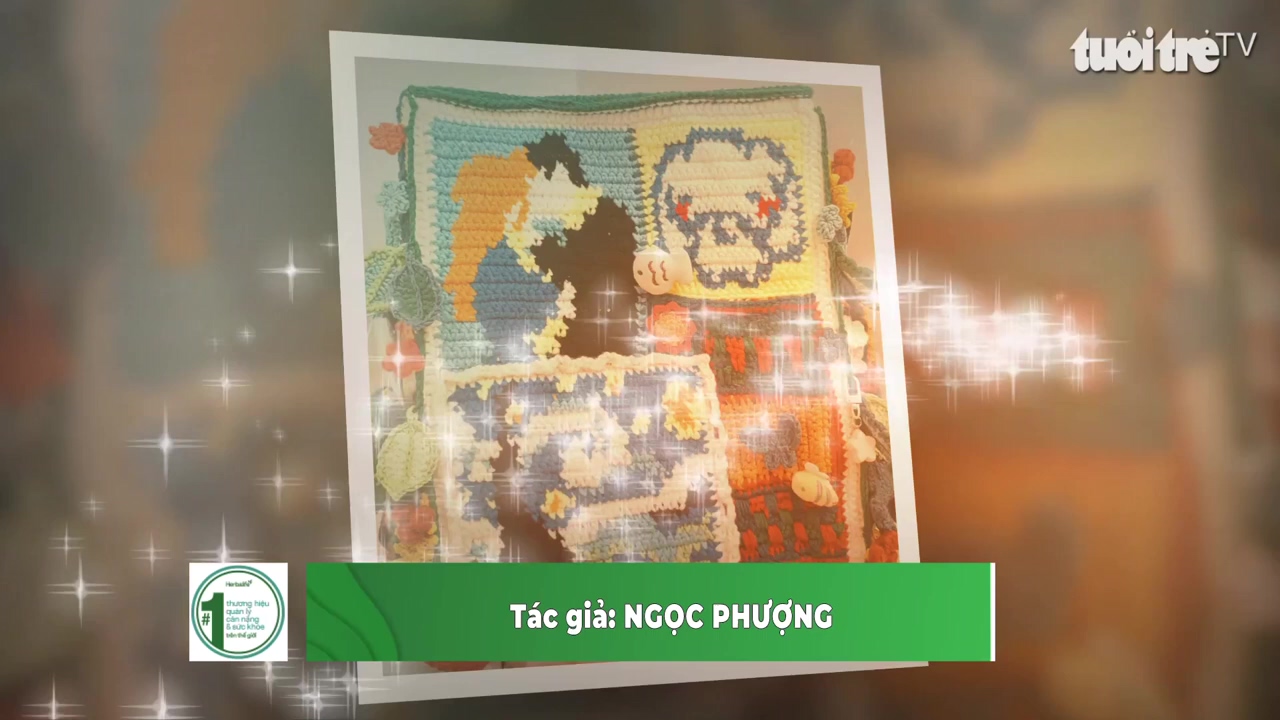 tuổi trẻ TV
Tác giả: NGỌC PHƯỢNG
Herbalife
#1
thương hiệu
quản lý
cân nặng
& sức khỏe
trên thế giới